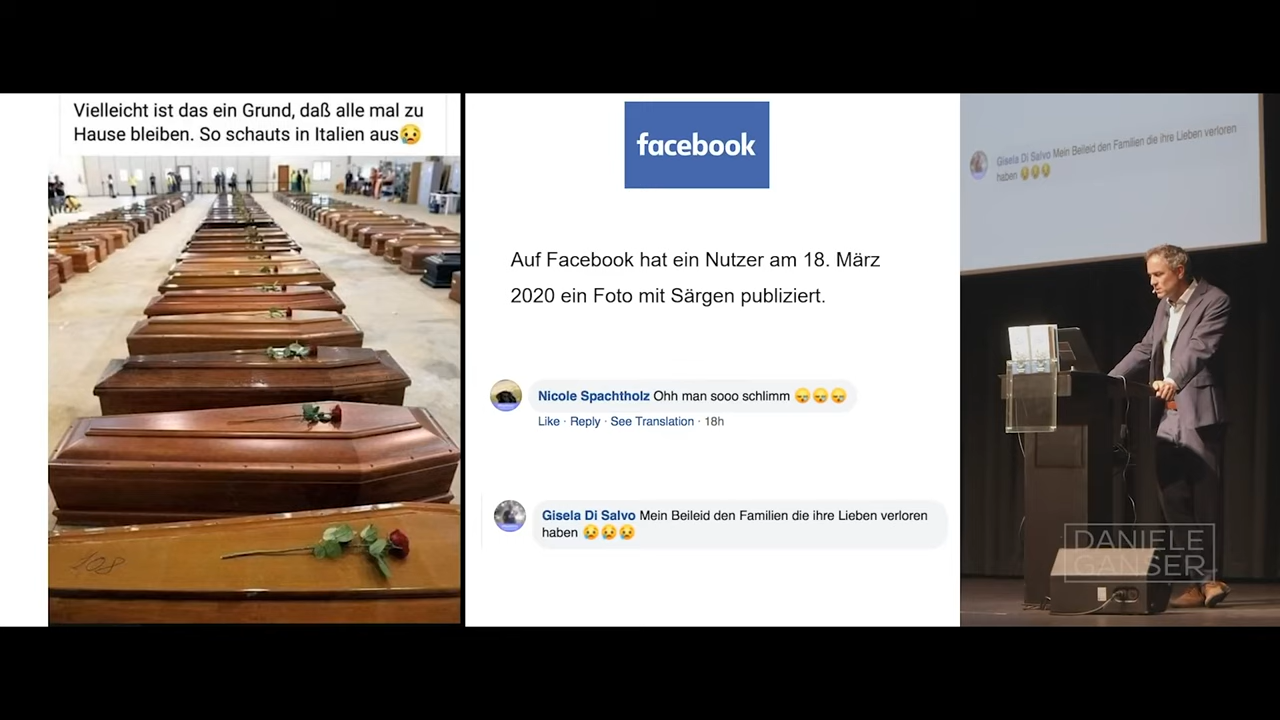 Vielleicht ist das ein Grund, daß alle mal zu
Hause bleiben. So schauts in Italien aus😢
108
facebook
Auf Facebook hat ein Nutzer am 18. März
2020 ein Foto mit Särgen publiziert.
Nicole Spachtholz Ohh man sooo schlimm 😪😪😪
Like · Reply · See Translation · 18h
Gisela Di Salvo Mein Beileid den Familien die ihre Lieben verloren
haben 😥😥😥
Gisela Di Salvo Mein Beileid den Familien die ihre Lieben verloren
haben 😥😥😥
DANIELE
GANSER